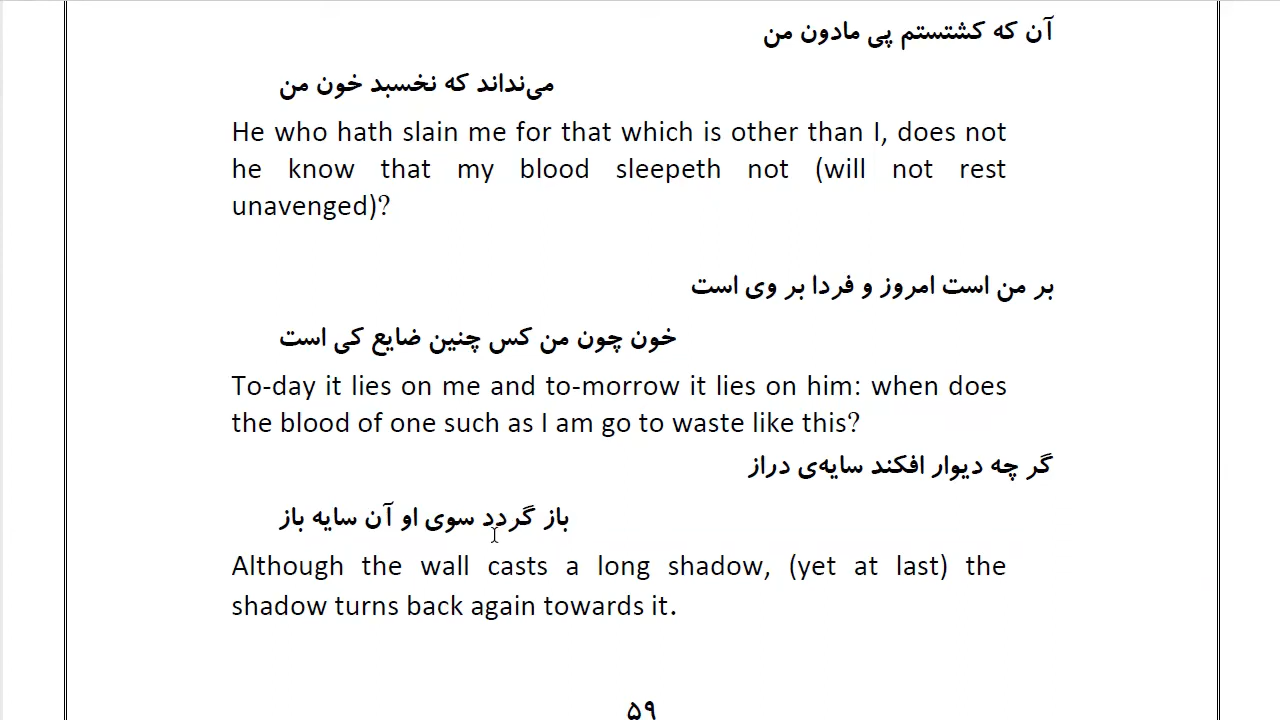 آن که کشتستم پی مادون من
می‌نداند که نخسبد خون من
He who hath slain me for that which is other than I, does not
he know that my blood sleepeth not (will not rest
unavenged)?
بر من است امروز و فردا بر وی است
خون چون من کس چنین ضایع کی است
To-day it lies on me and to-morrow it lies on him: when does
the blood of one such as I am go to waste like this?
گر چه دیوار افکند سایه‌ی دراز
باز گردد سوی او آن سایه باز
Although the wall casts a long shadow, (yet at last) the
shadow turns back again towards it.
۵۹